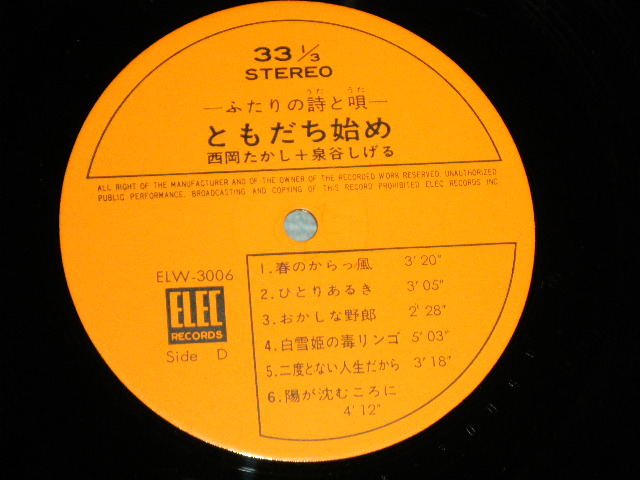 33 1/3
STEREO
うた うた
—ふたりの詩と唄—
ともだち始め
西岡たかし+泉谷しげる
ALL RIGHT OF THE MANUFACTURER AND OF THE OWNER OF THE RECORDED WORK RESERVED. UNAUTHORIZED
PUBLIC PERFORMANCE. BROADCASTING AND COPYING OF THIS RECORD PROHIBITED ELEC RECORDS INC
ELW-3006
ELEC
RECORDS
Side D
1.春のからっ風 3'20"
2.ひとりあるき 3'05"
3.おかしな野郎 2'28"
4.白雪姫の毒リンゴ 5'03"
5.二度とない人生だから 3'18"
6.陽が沈むころに
4'12"